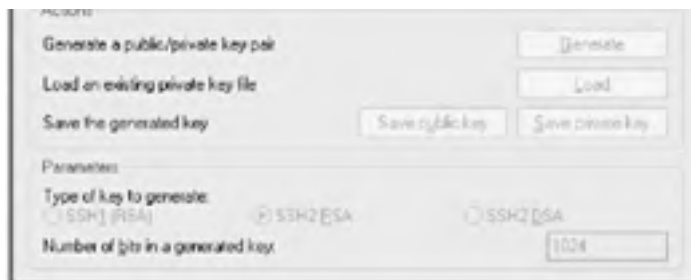 Actions
Generate a public/private key pair
Generate
Load an existing private key file
Load
Save the generated key
Save public key
Save private key
Parameters
Type of key to generate:
SSH1 (RSA)
SSH2 RSA
SSH2 DSA
Number of bits in a generated key:
1024